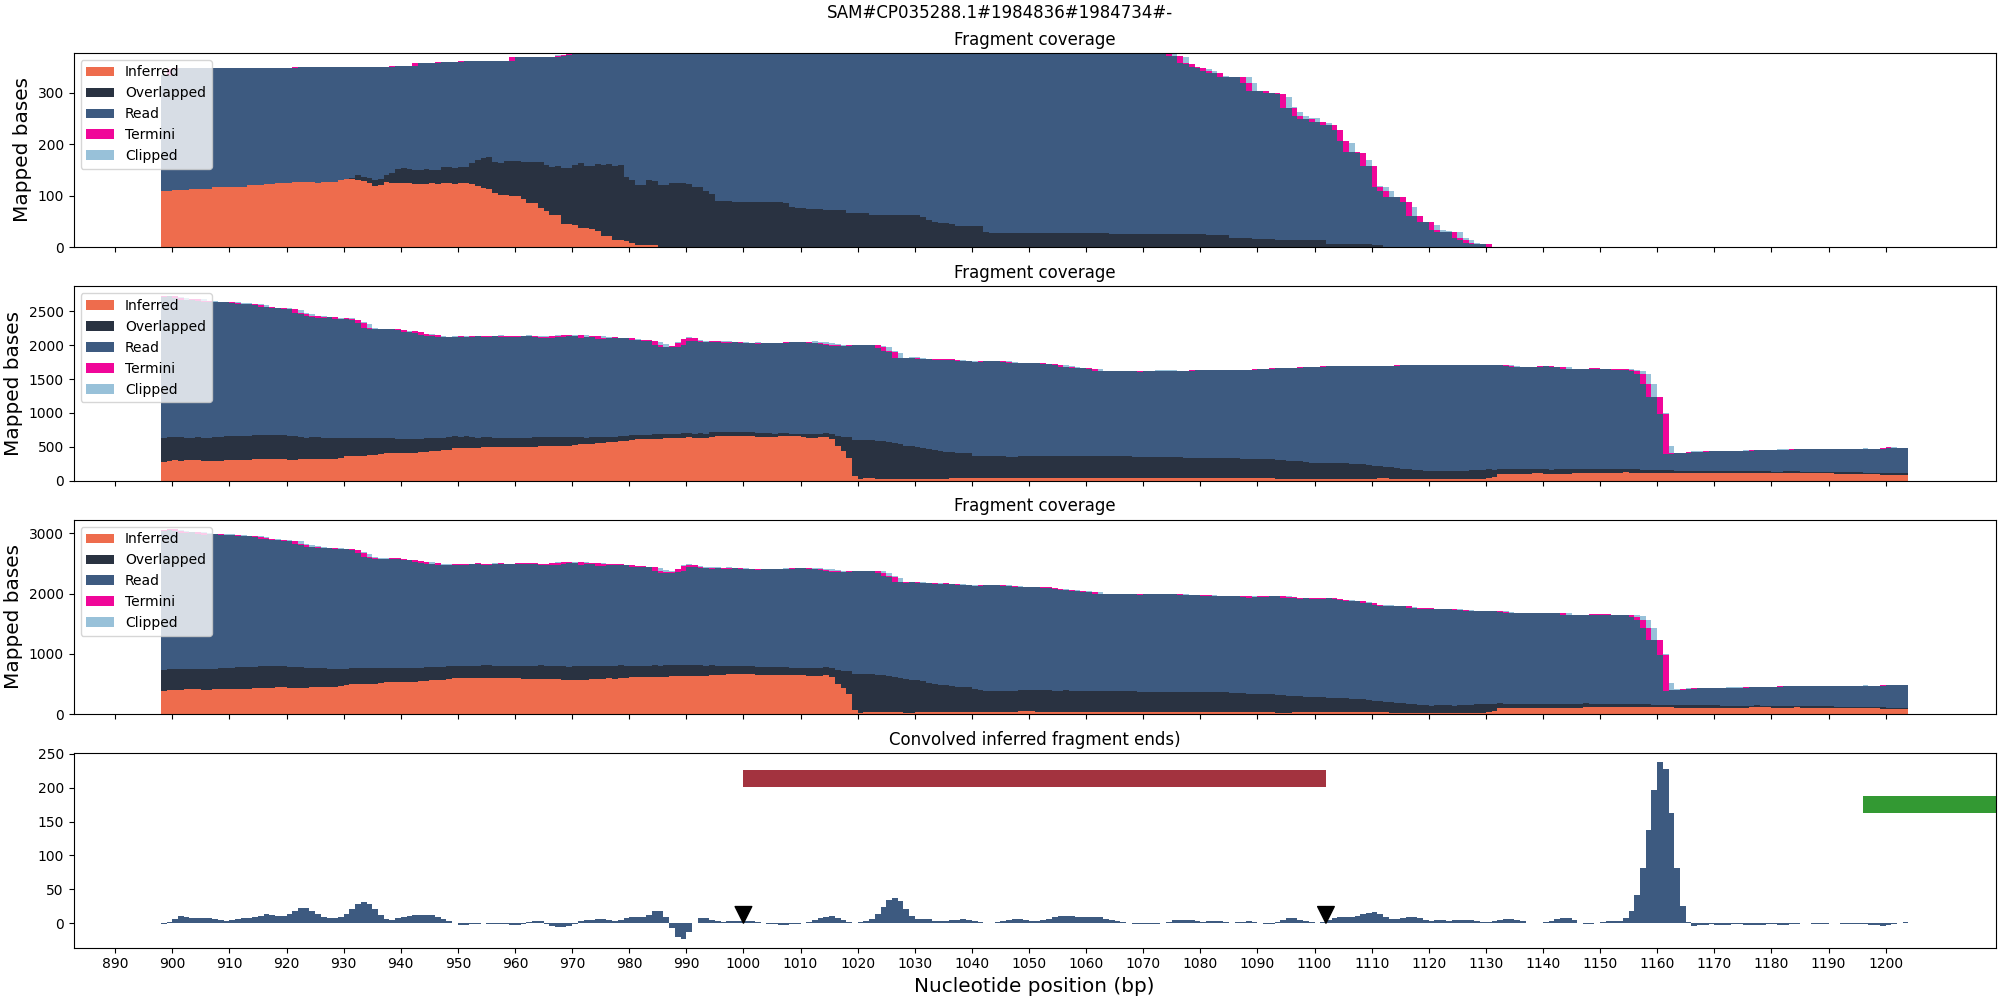 SAM#CP035288.1#1984836#1984734#-
Fragment coverage
Mapped bases
300
200
100
0
Inferred
Overlapped
Read
Termini
Clipped
Fragment coverage
Mapped bases
2500
2000
1500
1000
500
0
Inferred
Overlapped
Read
Termini
Clipped
Fragment coverage
Mapped bases
3000
2000
1000
0
Inferred
Overlapped
Read
Termini
Clipped
Convolved inferred fragment ends)
250
200
150
100
50
0
890 900 910 920 930 940 950 960 970 980 990 1000 1010 1020 1030 1040 1050 1060 1070 1080 1090 1100 1110 1120 1130 1140 1150 1160 1170 1180 1190 1200
Nucleotide position (bp)